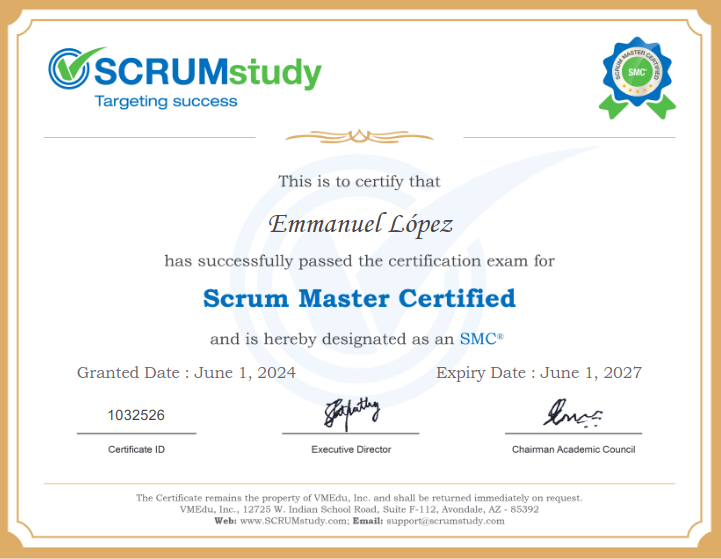 SCRUMstudy
Targeting success
SCRUM MASTER CERTIFIED
SMC
This is to certify that
Emmanuel López
has successfully passed the certification exam for
Scrum Master Certified
and is hereby designated as an SMC®
Granted Date : June 1, 2024
Expiry Date : June 1, 2027
1032526
Certificate ID
Executive Director
Chairman Academic Council
The Certificate remains the property of VMEdu, Inc. and shall be returned immediately on request.
VMEdu, Inc., 12725 W. Indian School Road, Suite F-112, Avondale, AZ - 85392
Web: www.SCRUMstudy.com; Email: support@scrumstudy.com